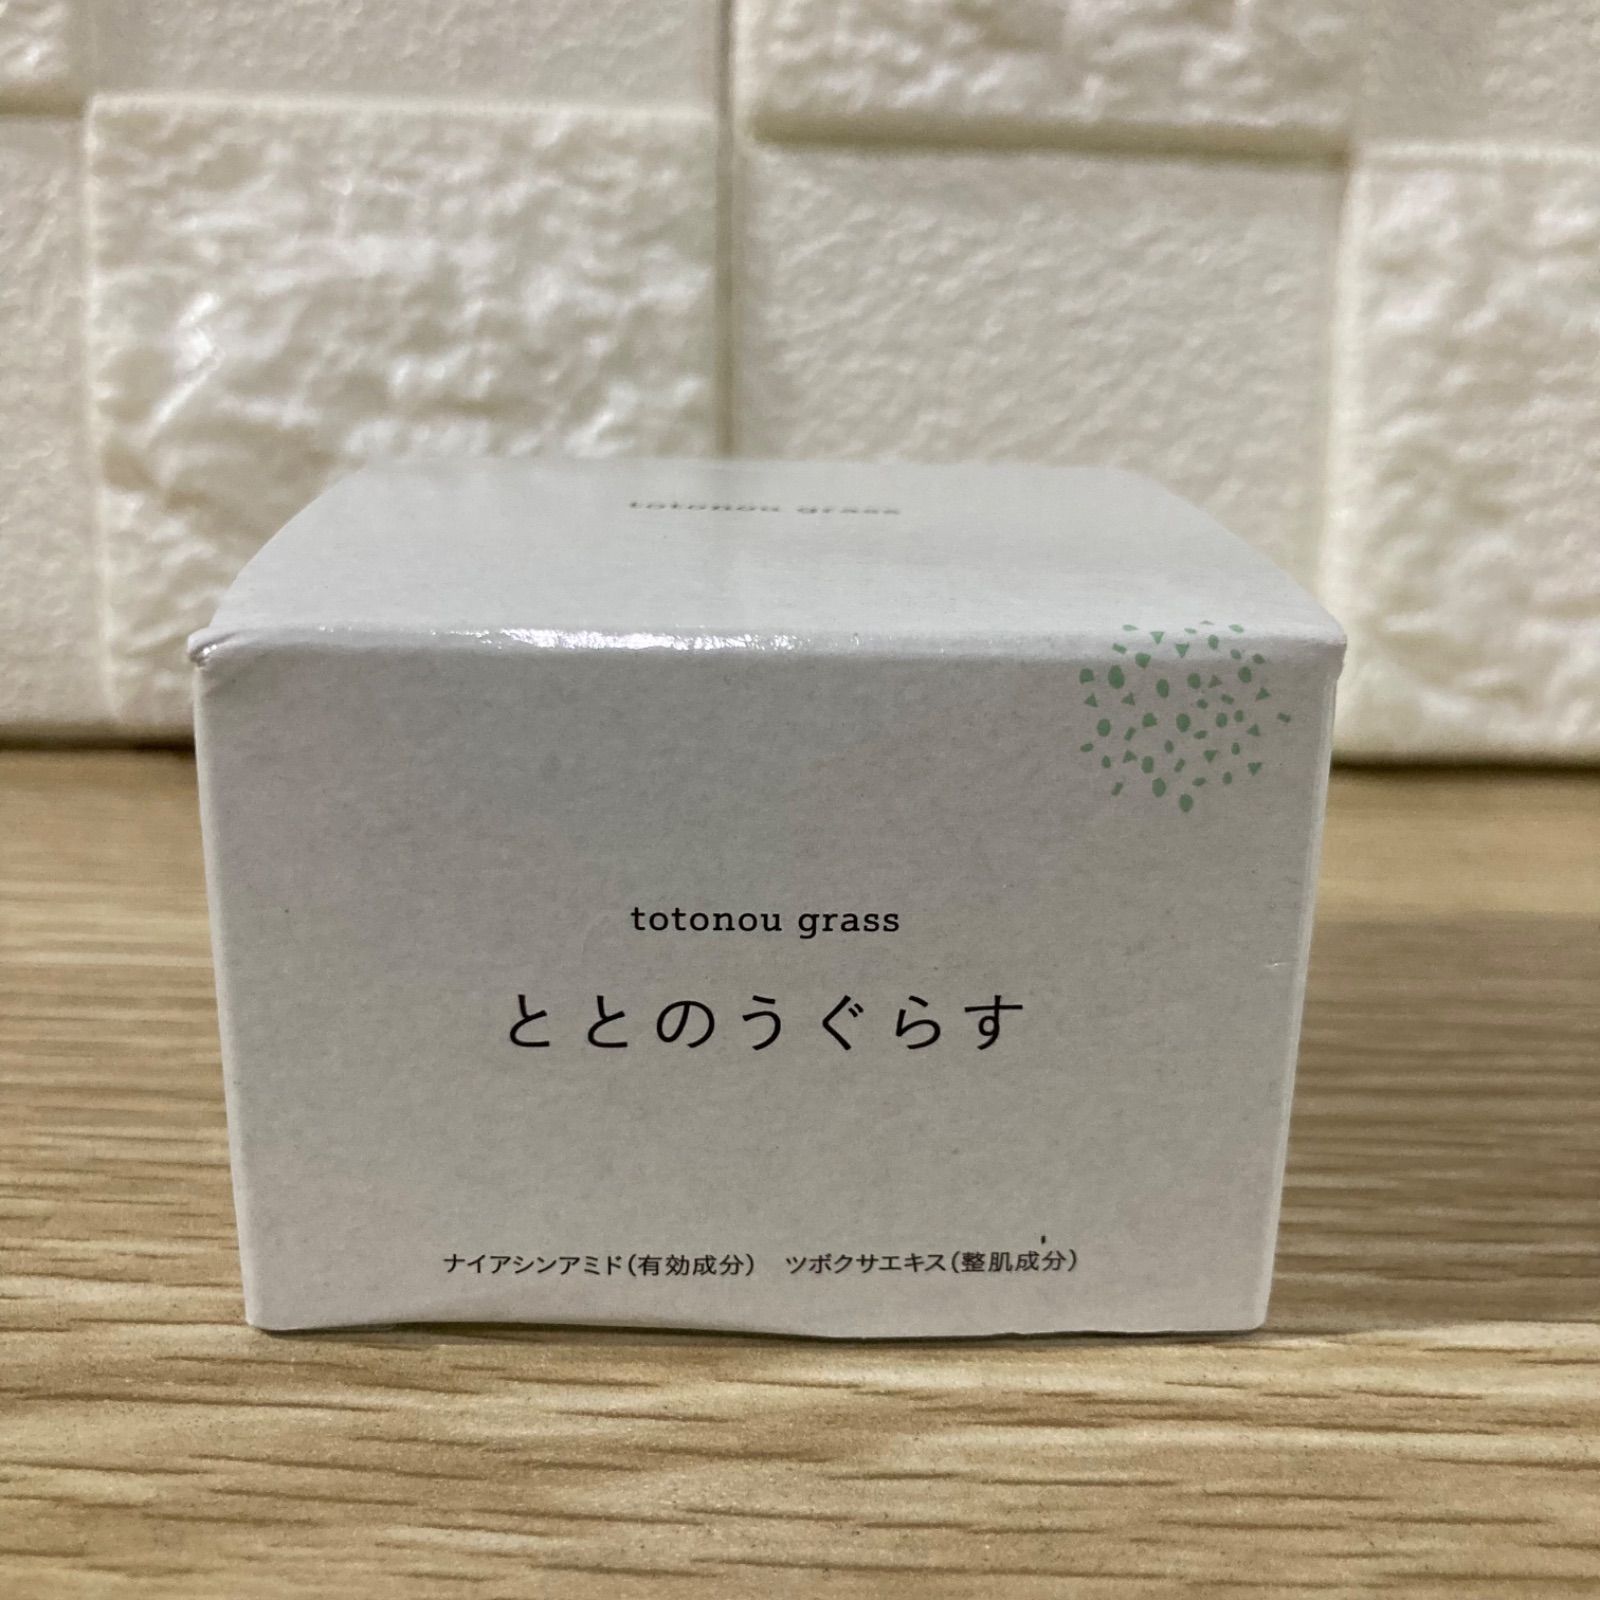 totonou grass
totonou grass
ととのうぐらす
ナイアシンアミド(有効成分) ツボクサエキス(整肌成分)